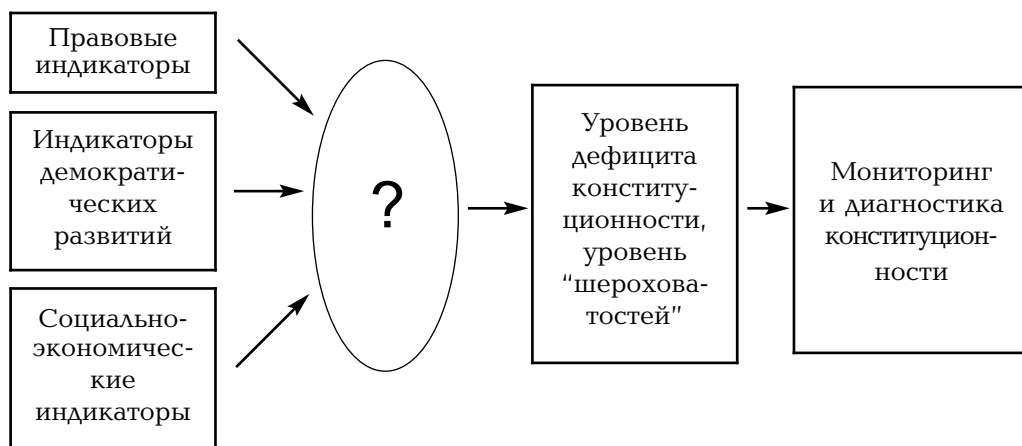 Правовые
индикаторы
Индикаторы
демократи-
ческих
развитий
Социально-
экономичес-
кие
индикаторы
?
Уровень
дефицита
конститу-
ционности,
уровень
“шерохова-
тостей”
Мониторинг
и диагностика
конституцион-
ности